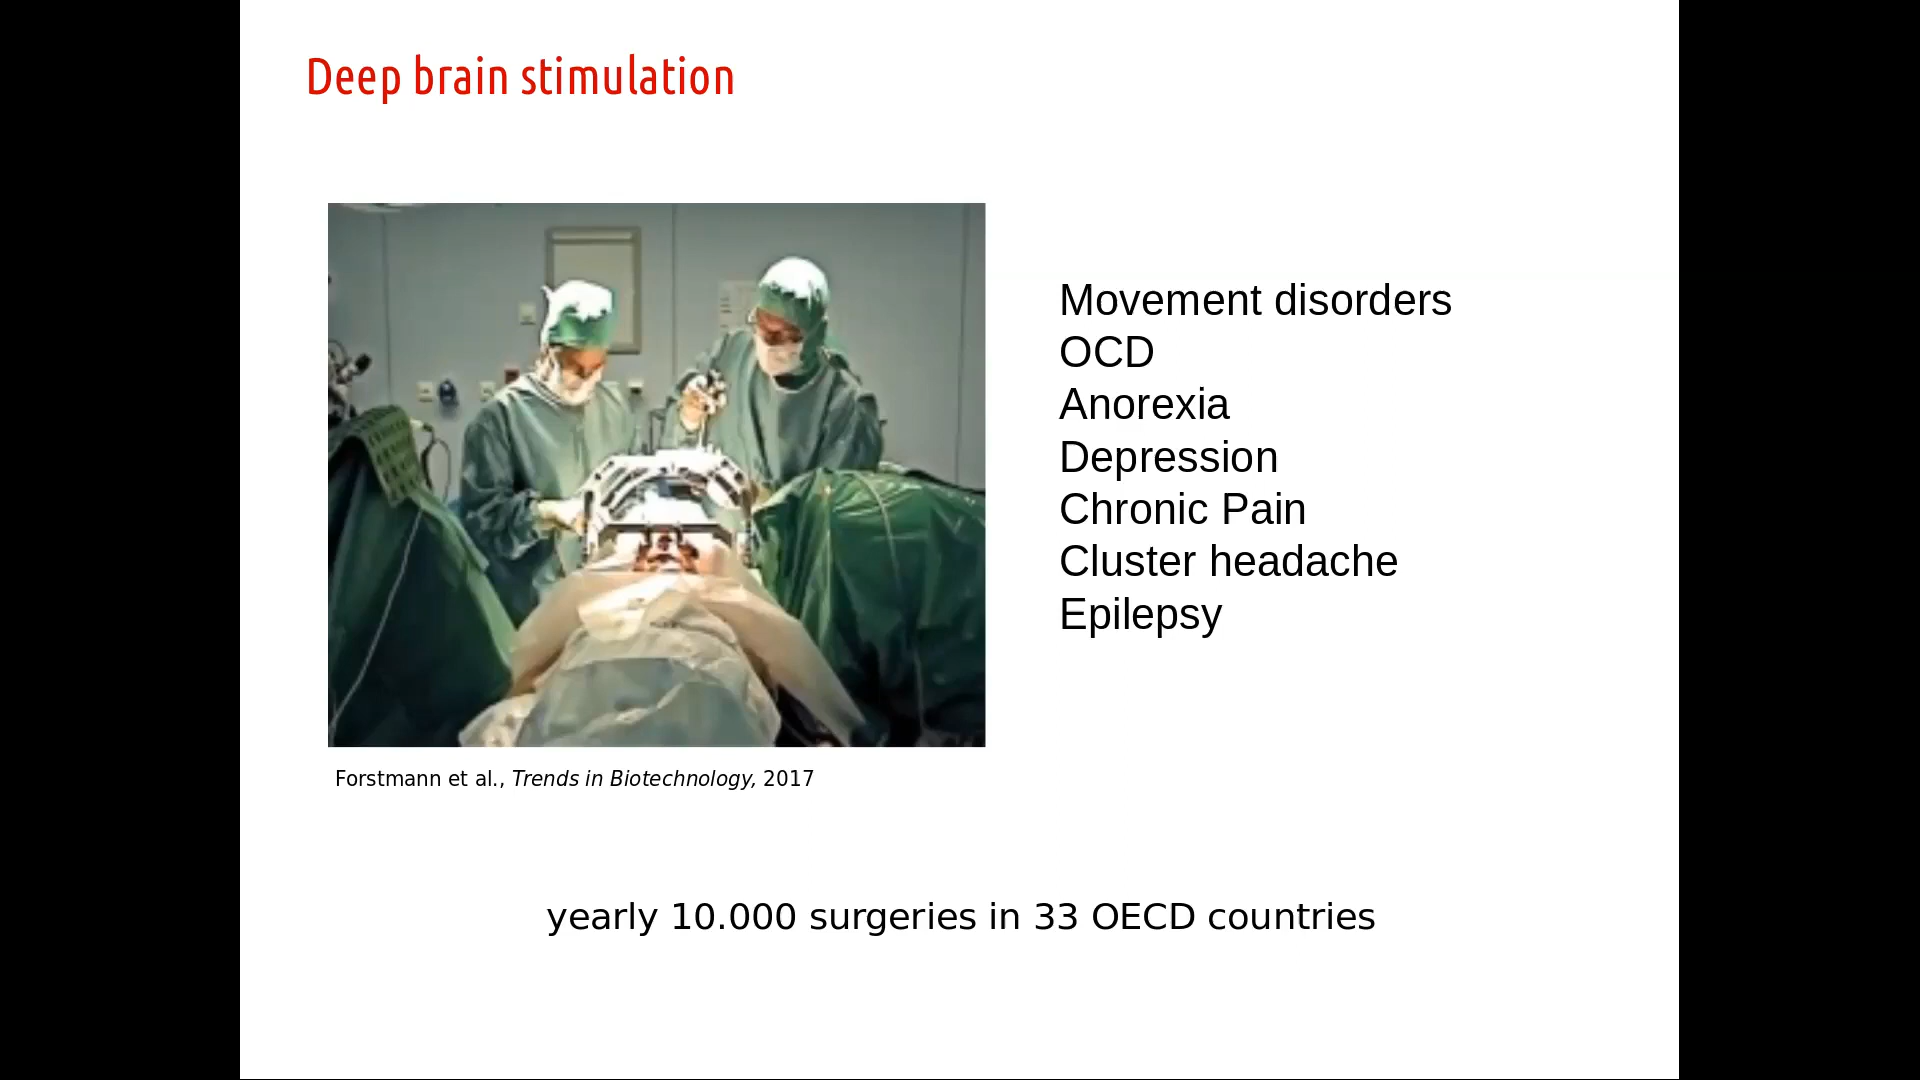 Deep brain stimulation
Movement disorders
OCD
Anorexia
Depression
Chronic Pain
Cluster headache
Epilepsy
Forstmann et al., Trends in Biotechnology, 2017
yearly 10.000 surgeries in 33 OECD countries